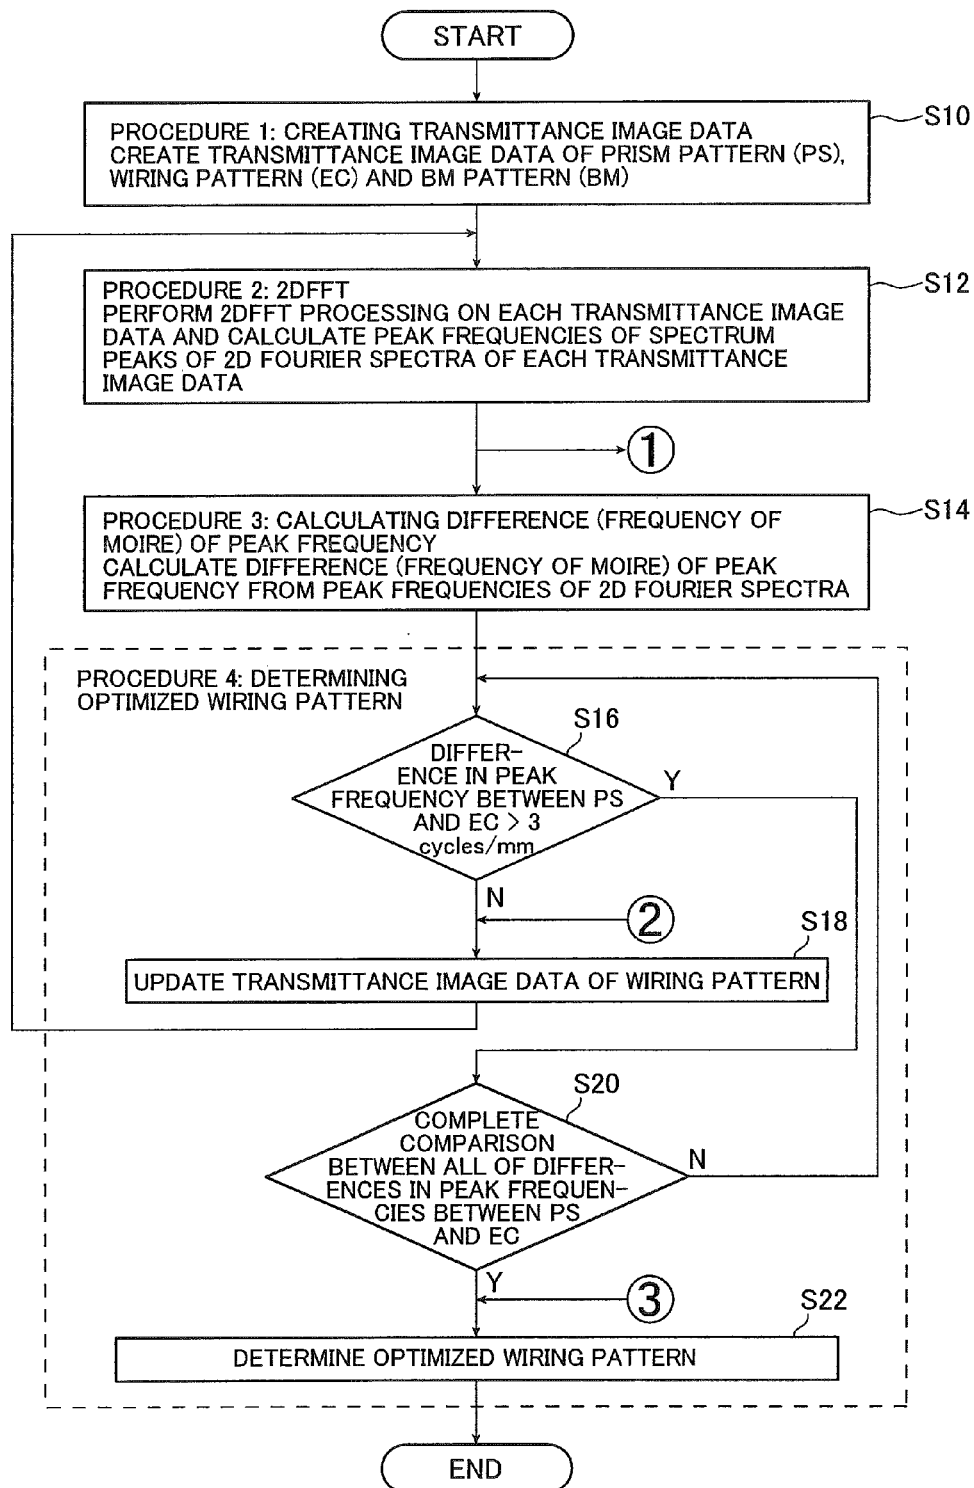 START
S10
PROCEDURE 1: CREATING TRANSMITTANCE IMAGE DATA
CREATE TRANSMITTANCE IMAGE DATA OF PRISM PATTERN (PS),
WIRING PATTERN (EC) AND BM PATTERN (BM)
S12
PROCEDURE 2: 2DFFT
PERFORM 2DFFT PROCESSING ON EACH TRANSMITTANCE IMAGE
DATA AND CALCULATE PEAK FREQUENCIES OF SPECTRUM
PEAKS OF 2D FOURIER SPECTRA OF EACH TRANSMITTANCE
IMAGE DATA
1
S14
PROCEDURE 3: CALCULATING DIFFERENCE (FREQUENCY OF
MOIRE) OF PEAK FREQUENCY
CALCULATE DIFFERENCE (FREQUENCY OF MOIRE) OF PEAK
FREQUENCY FROM PEAK FREQUENCIES OF 2D FOURIER SPECTRA
PROCEDURE 4: DETERMINING
OPTIMIZED WIRING PATTERN
S16
DIFFER-
ENCE IN PEAK
FREQUENCY BETWEEN PS
AND EC > 3
cycles/mm
Y
N
2
S18
UPDATE TRANSMITTANCE IMAGE DATA OF WIRING PATTERN
S20
COMPLETE
COMPARISON
BETWEEN ALL OF DIFFER-
ENCES IN PEAK FREQUEN-
CIES BETWEEN PS
AND EC
N
Y
3
S22
DETERMINE OPTIMIZED WIRING PATTERN
END